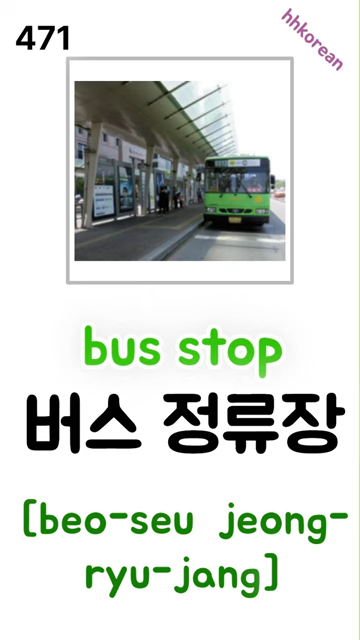 471
hhkorean
bus stop
버스 정류장
[beo-seu jeong-
ryu-jang]